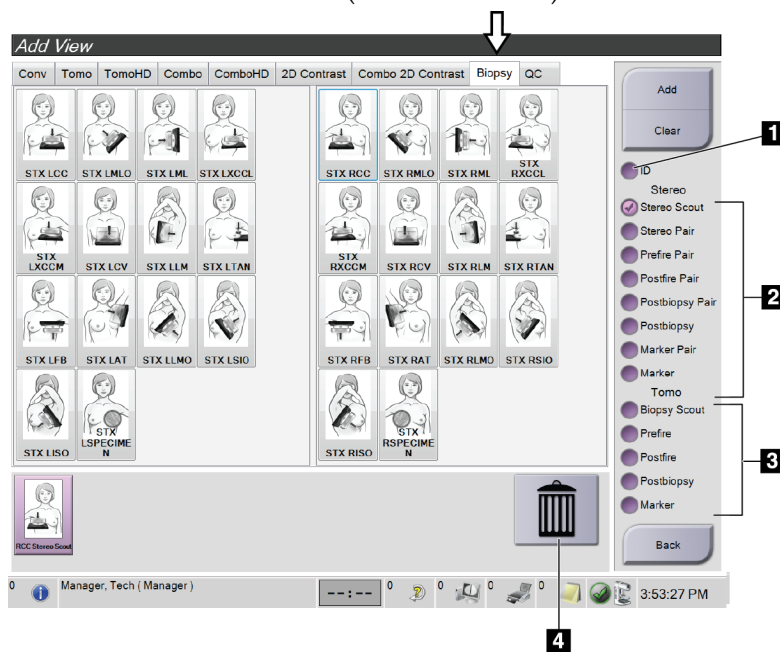 Add View
Conv Tomo TomoHD Combo ComboHD 2D Contrast Combo 2D Contrast Biopsy QC
STX LCC STX LMLO STX LML STX LXCCL
STX RCC STX RMLO STX RML STX RXCCL
STX LXCCM STX LCV STX LLM STX LTAN
STX RXCCM STX RCV STX RLM STX RTAN
STX LFB STX LAT STX LLMO STX LSIO
STX RFB STX RAT STX RLMO STX RSIO
STX LISO STX LSPECIMEN
STX RISO STX RSPECIMEN
Add
Clear
ID
Stereo
Stereo Scout
Stereo Pair
Prefire Pair
Postfire Pair
Postbiopsy Pair
Postbiopsy
Marker Pair
Marker
Tomo
Biopsy Scout
Prefire
Postfire
Postbiopsy
Marker
Back
1
2
3
RCC Stereo Scout
0 Manager, Tech ( Manager ) --:-- 0 0 0 0 3:53:27 PM
4